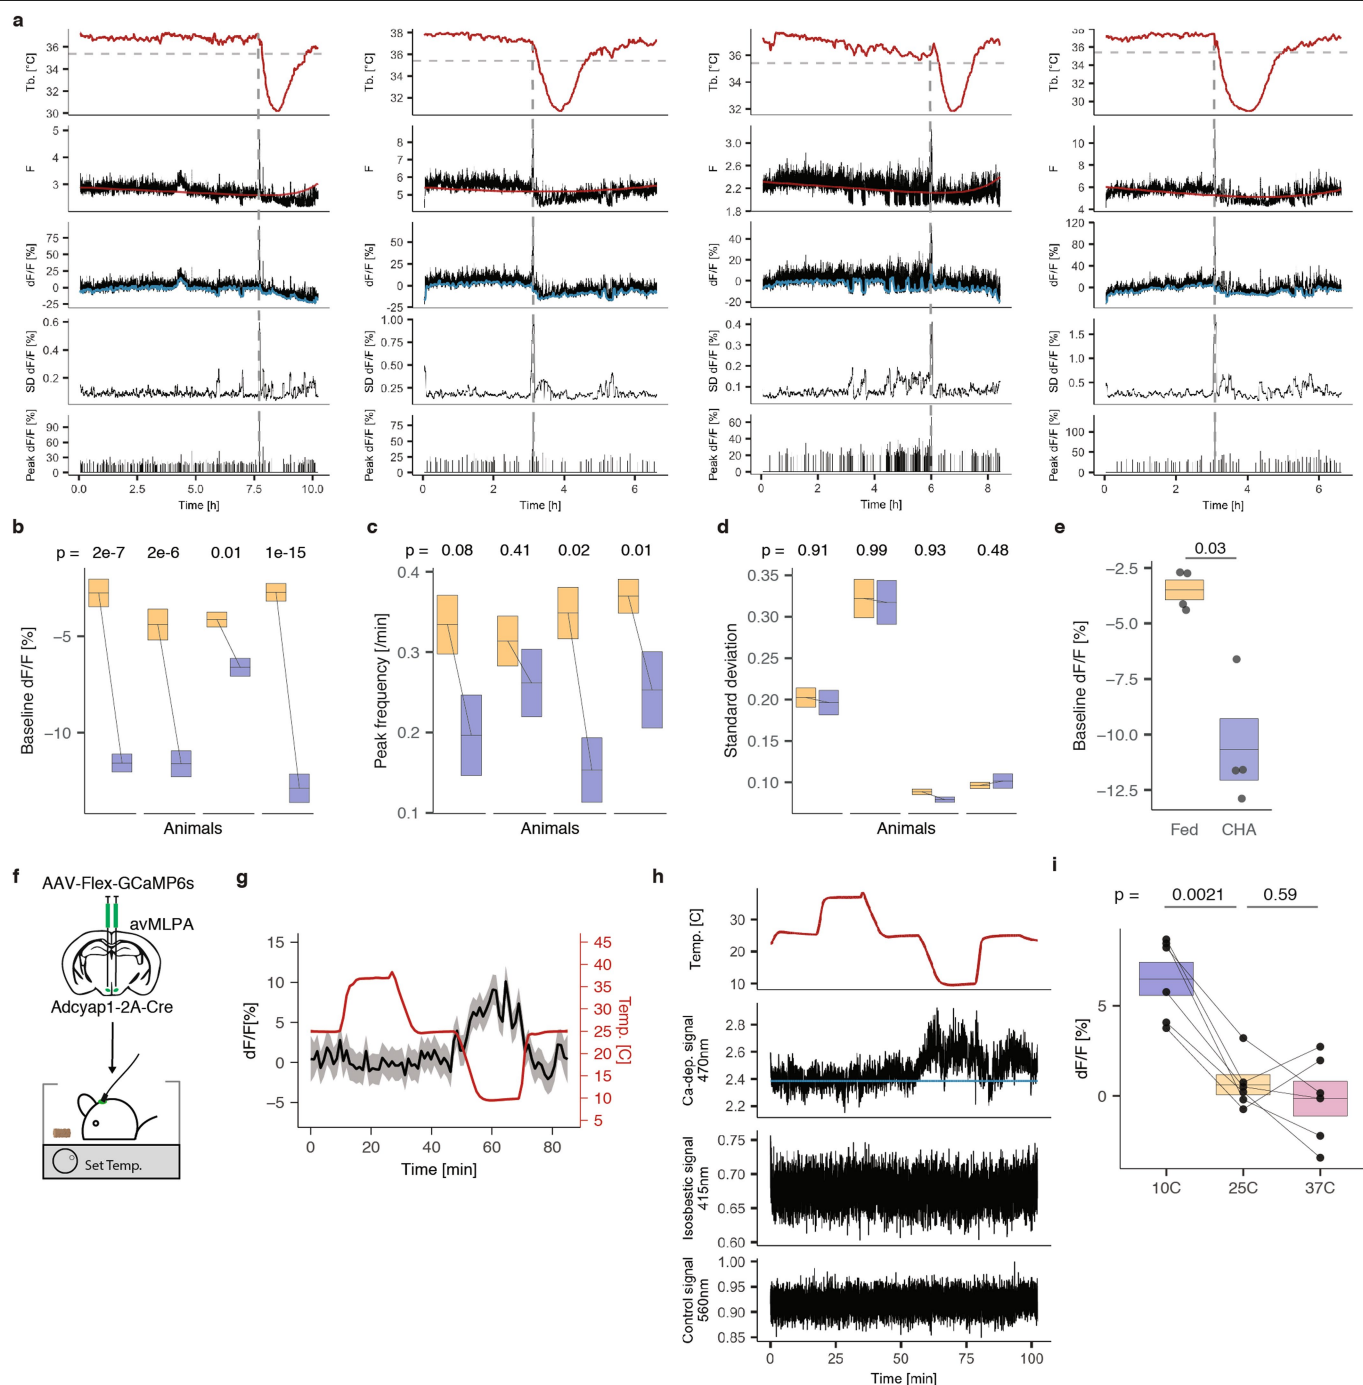 a
Tb. [°C]
36
34
32
30
Tb. [°C]
38
36
34
32
Tb. [°C]
36
34
32
Tb. [°C]
38
36
34
32
30
F
5
4
3
F
8
7
6
5
F
3.0
2.6
2.2
1.8
F
10
8
6
4
dF/F [%]
75
50
25
0
-25
dF/F [%]
50
25
0
-25
dF/F [%]
40
20
0
-20
dF/F [%]
120
80
40
0
SD dF/F [%]
0.6
0.4
0.2
SD dF/F [%]
1.00
0.75
0.50
0.25
SD dF/F [%]
0.4
0.3
0.2
0.1
SD dF/F [%]
1.5
1.0
0.5
Peak dF/F [%]
90
60
30
0
Peak dF/F [%]
75
50
25
0
Peak dF/F [%]
60
40
20
0
Peak dF/F [%]
100
50
0
0.0 2.5 5.0 7.5 10.0
0 2 4 6
0 2 4 6 8
0 2 4 6
Time [h]
Time [h]
Time [h]
Time [h]
b
p = 2e-7 2e-6 0.01 1e-15
Baseline dF/F [%]
−5
−10
Animals
c
p = 0.08 0.41 0.02 0.01
Peak frequency [/min]
0.4
0.3
0.2
0.1
Animals
d
p = 0.91 0.99 0.93 0.48
Standard deviation
0.35
0.30
0.25
0.20
0.15
0.10
Animals
e
0.03
Baseline dF/F [%]
−2.5
−5.0
−7.5
−10.0
−12.5
Fed CHA
f
AAV-Flex-GCaMP6s
avMLPA
Adcyap1-2A-Cre
Set Temp.
g
dF/F[%]
15
10
5
0
−5
Temp. [C]
45
40
35
30
25
20
15
10
5
0 20 40 60 80
Time [min]
h
Temp. [C]
30
20
10
Ca-dep. signal
470nm
2.8
2.6
2.4
2.2
Isosbestic signal
415nm
0.75
0.70
0.65
0.60
Control signal
560nm
1.00
0.95
0.90
0.85
0 25 50 75 100
Time [min]
i
p = 0.0021 0.59
dF/F [%]
5
0
10C 25C 37C